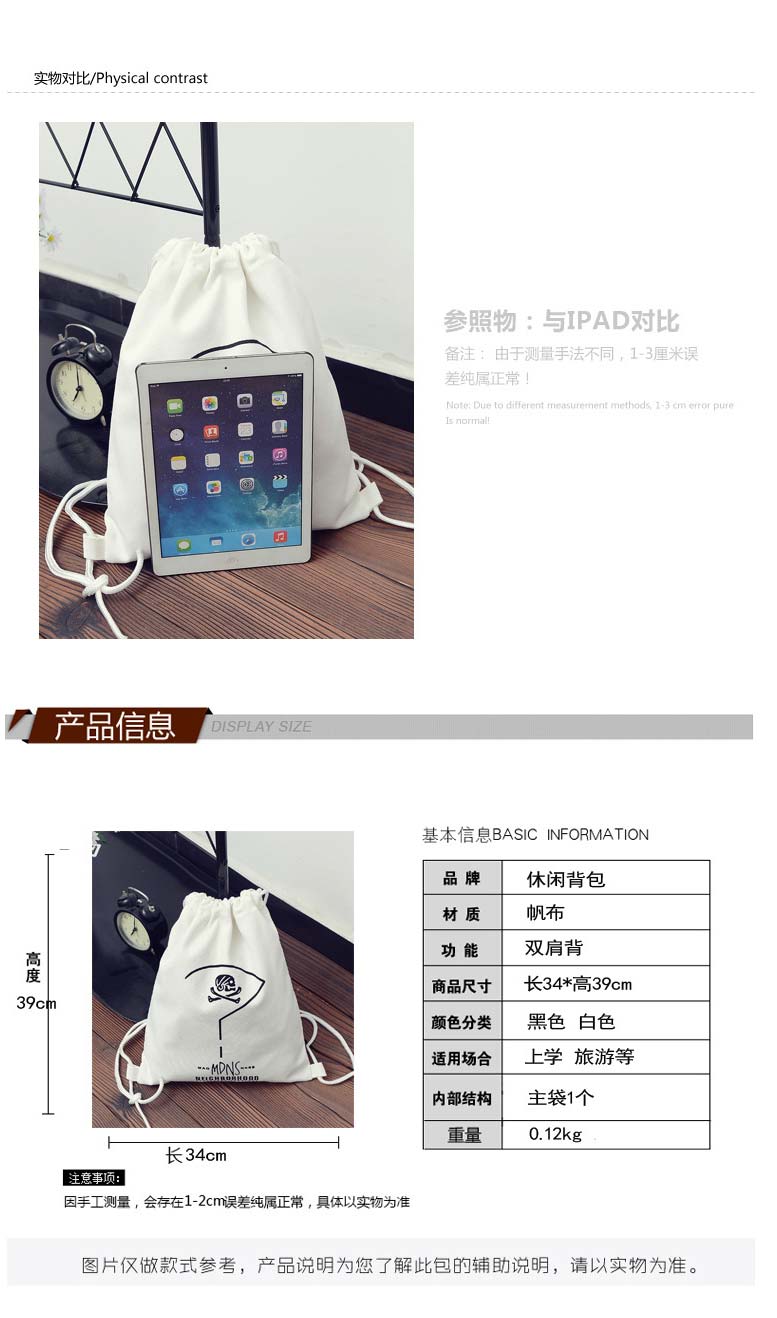 实物对比/Physical contrast
参照物：与IPAD对比
备注： 由于测量手法不同，1-3厘米误
差纯属正常！
Note: Due to different measurement methods, 1-3 cm error pure
Is normal!
产品信息 DISPLAY SIZE
基本信息BASIC INFORMATION
品 牌 休闲背包
材 质 帆布
功 能 双肩背
商品尺寸 长34*高39cm
颜色分类 黑色 白色
适用场合 上学 旅游等
内部结构 主袋1个
重量 0.12kg
高度
39cm
MDNS
NEIGHBORHOOD
长34cm
注意事项:
因手工测量，会存在1-2cm误差纯属正常，具体以实物为准
图片仅做款式参考，产品说明为您了解此包的辅助说明，请以实物为准。